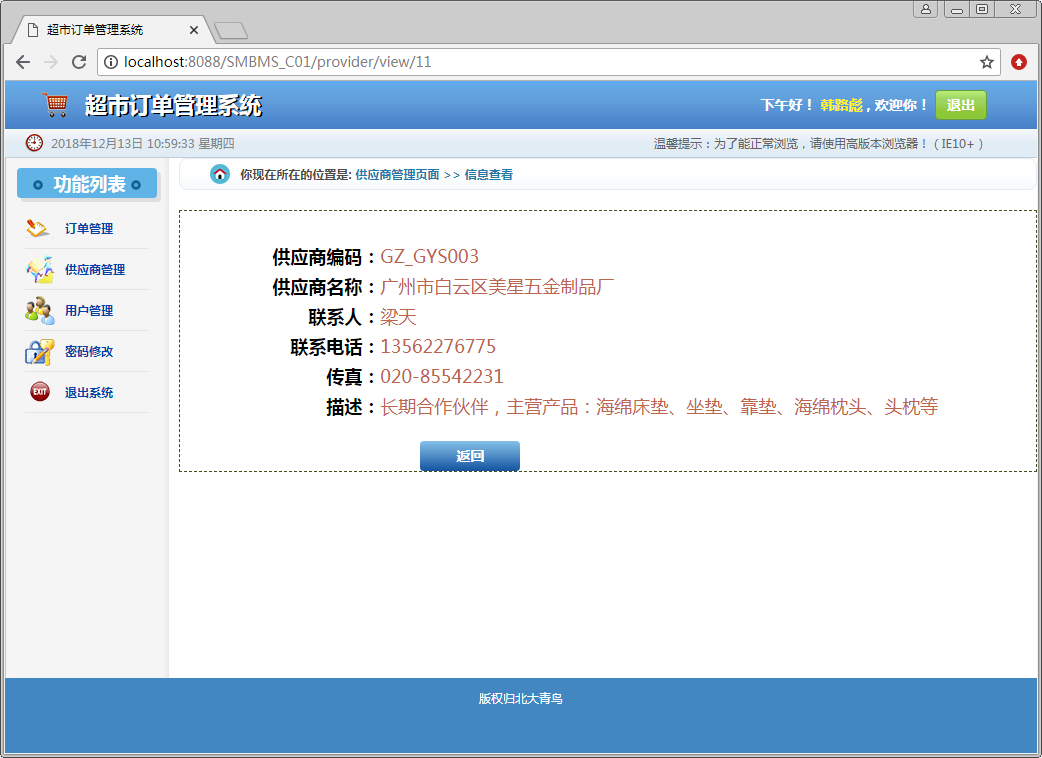 超市订单管理系统
localhost:8088/SMBMS_C01/provider/view/11
超市订单管理系统
下午好！ 韩路彪 , 欢迎你！ 退出
2018年12月13日 10:59:33 星期四
温馨提示：为了能正常浏览，请使用高版本浏览器！（IE10+）
功能列表
订单管理
供应商管理
用户管理
密码修改
EXIT 退出系统
你现在所在的位置是: 供应商管理页面 >> 信息查看
供应商编码：GZ_GYS003
供应商名称：广州市白云区美星五金制品厂
联系人：梁天
联系电话：13562276775
传真：020-85542231
描述：长期合作伙伴，主营产品：海绵床垫、坐垫、靠垫、海绵枕头、头枕等
返回
版权归北大青鸟